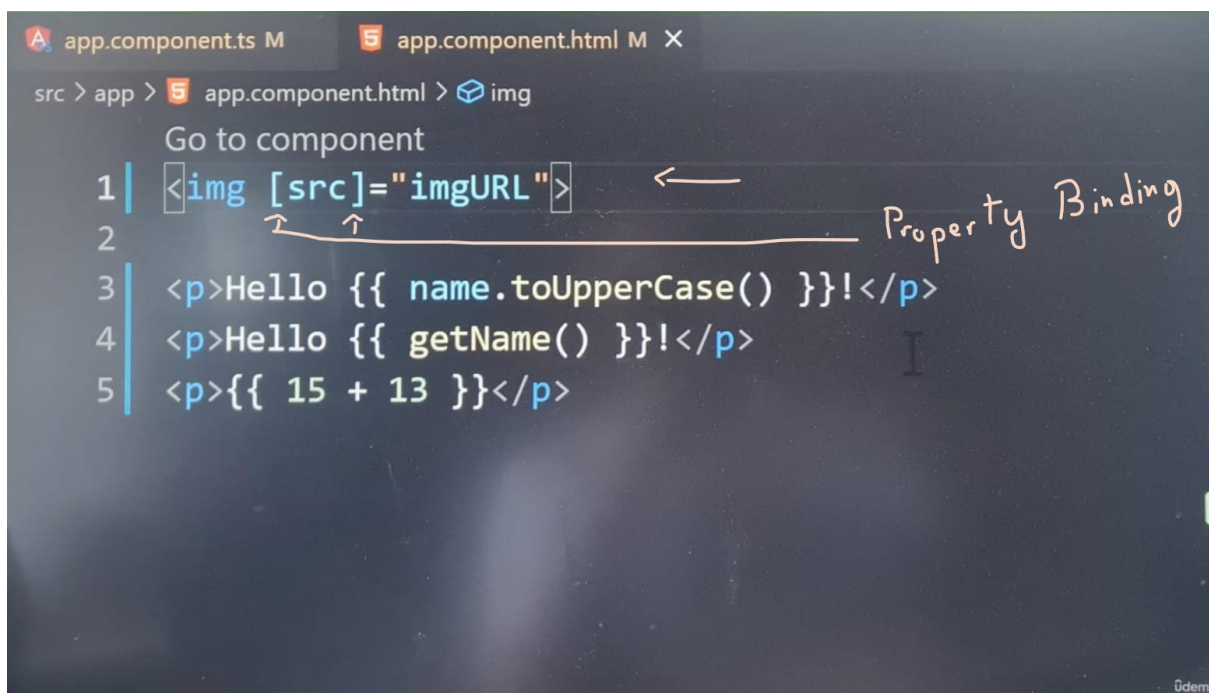 app.component.ts M app.component.html M
src > app > app.component.html > img
Go to component
1 <img [src]="imgURL">
Property Binding
2
3 <p>Hello {{ name.toUpperCase() }}!</p>
4 <p>Hello {{ getName() }}!</p>
5 <p>{{ 15 + 13 }}</p>